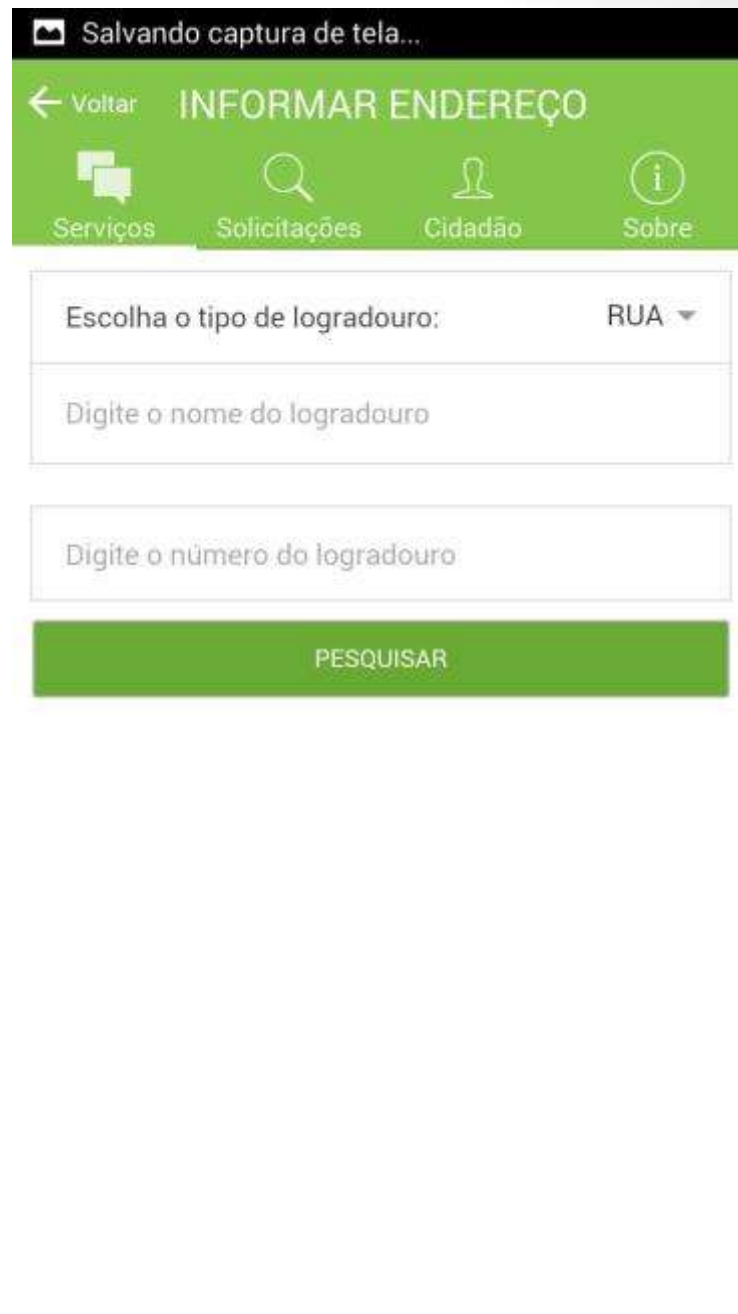 Salvando captura de tela...
Voltar INFORMAR ENDEREÇO
Serviços Solicitações Cidadão Sobre
Escolha o tipo de logradouro: RUA
Digite o nome do logradouro
Digite o número do logradouro
PESQUISAR